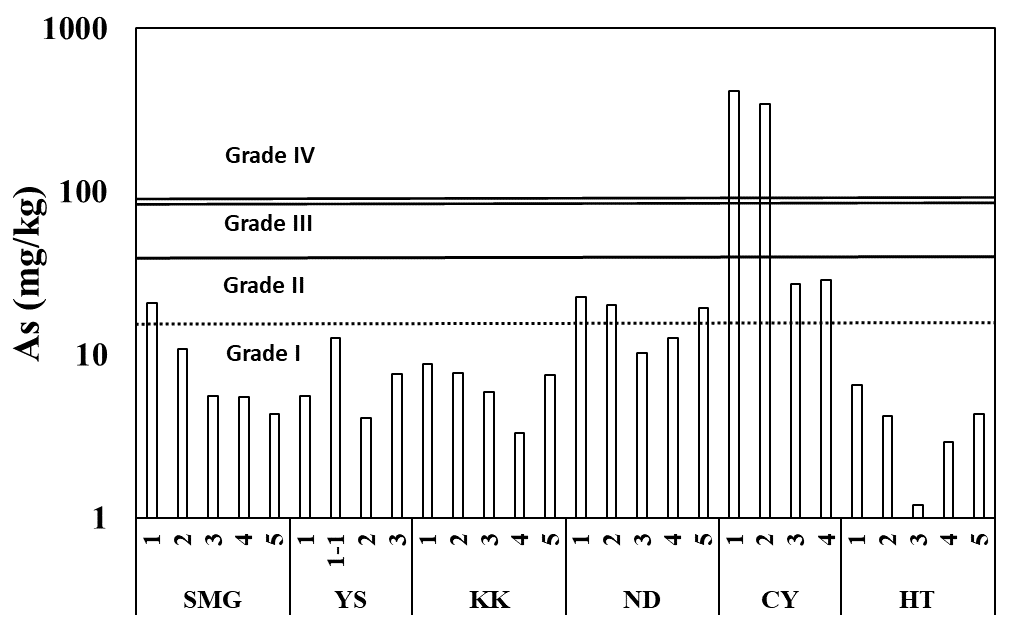 1000
100
10
1
As (mg/kg)
Grade IV
Grade III
Grade II
Grade I
1 2 3 4 5 1 1-1 2 3 1 2 3 4 5 1 2 3 4 5 1 2 3 4 1 2 3 4 5
SMG YS KK ND CY HT